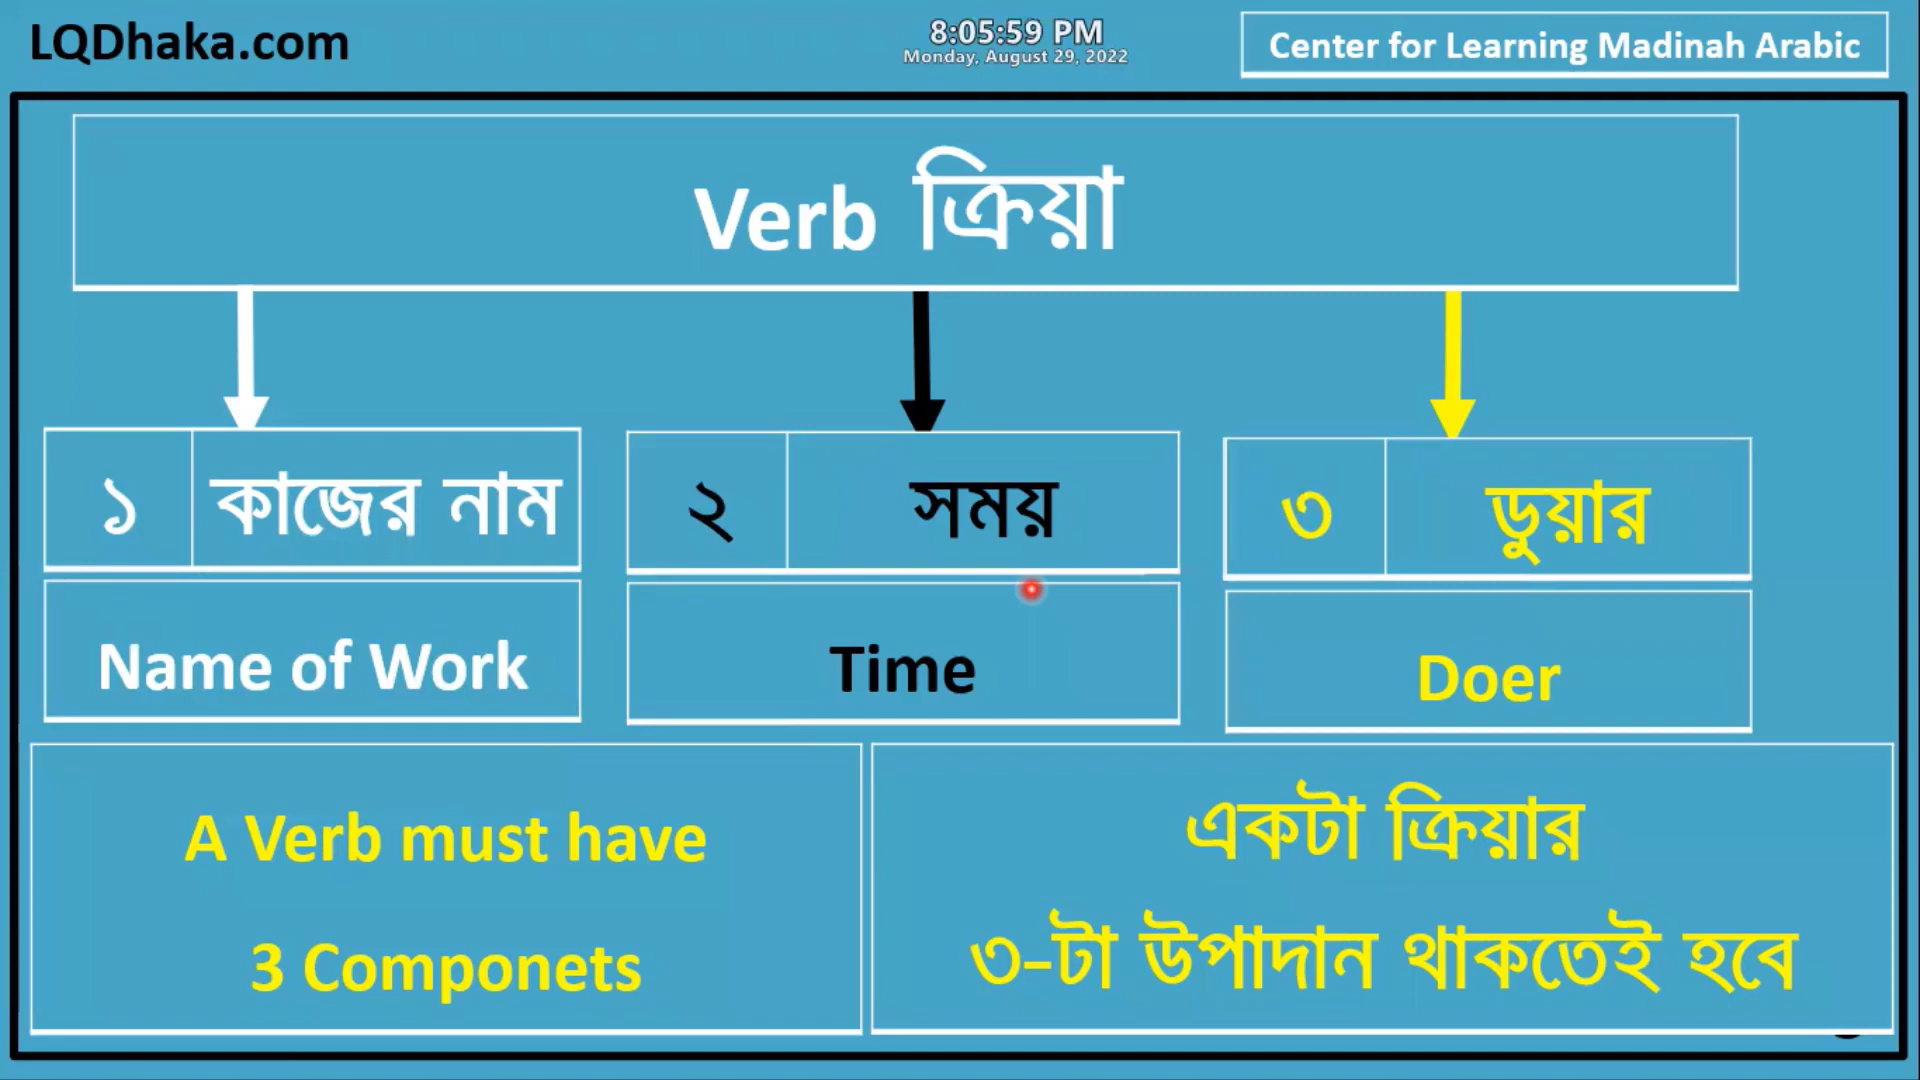 LQDhaka.com
8:05:59 PM
Monday, August 29, 2022
Center for Learning Madinah Arabic
Verb ক্রিয়া
১ কাজের নাম
২ সময়
৩ ডুয়ার
Name of Work
Time
Doer
A Verb must have
3 Componets
একটা ক্রিয়ার
৩-টা উপাদান থাকতেই হবে